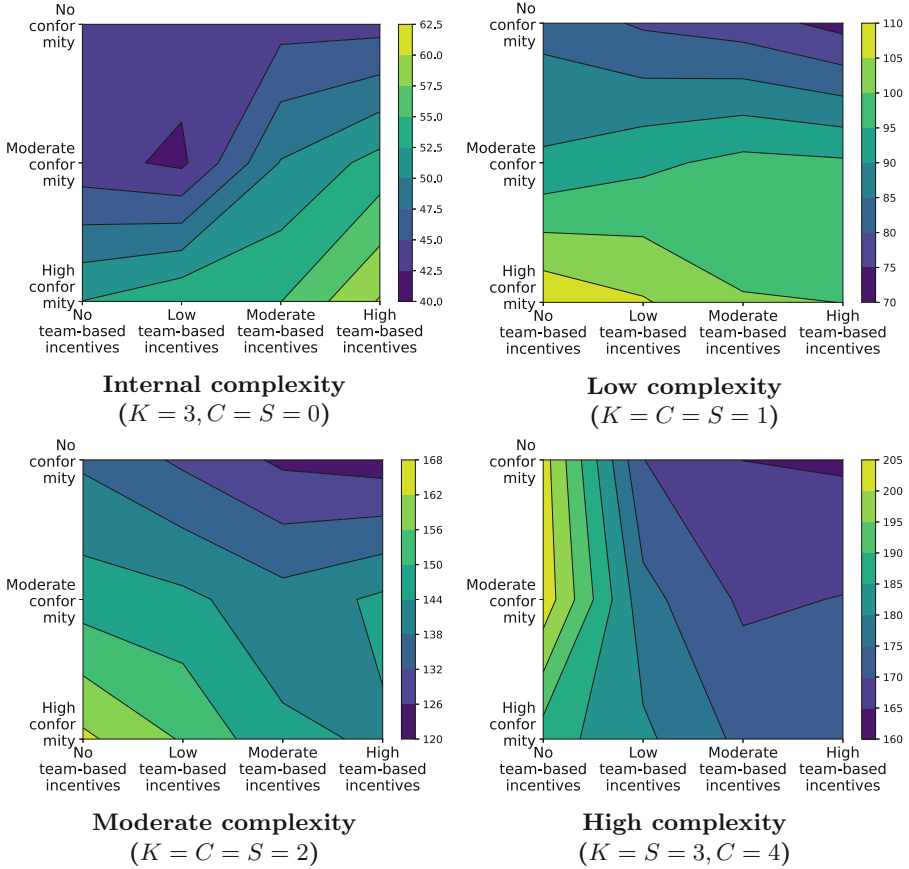 No
confor
mity
Moderate
confor
mity
High
confor
mity
No
team-based
incentives
Low
team-based
incentives
Moderate
team-based
incentives
High
team-based
incentives
62.5
60.0
57.5
55.0
52.5
50.0
47.5
45.0
42.5
40.0
Internal complexity
(K = 3, C = S = 0)
No
confor
mity
Moderate
confor
mity
High
confor
mity
No
team-based
incentives
Low
team-based
incentives
Moderate
team-based
incentives
High
team-based
incentives
110
105
100
95
90
85
80
75
70
Low complexity
(K = C = S = 1)
No
confor
mity
Moderate
confor
mity
High
confor
mity
No
team-based
incentives
Low
team-based
incentives
Moderate
team-based
incentives
High
team-based
incentives
168
162
156
150
144
138
132
126
120
Moderate complexity
(K = C = S = 2)
No
confor
mity
Moderate
confor
mity
High
confor
mity
No
team-based
incentives
Low
team-based
incentives
Moderate
team-based
incentives
High
team-based
incentives
205
200
195
190
185
180
175
170
165
160
High complexity
(K = S = 3, C = 4)